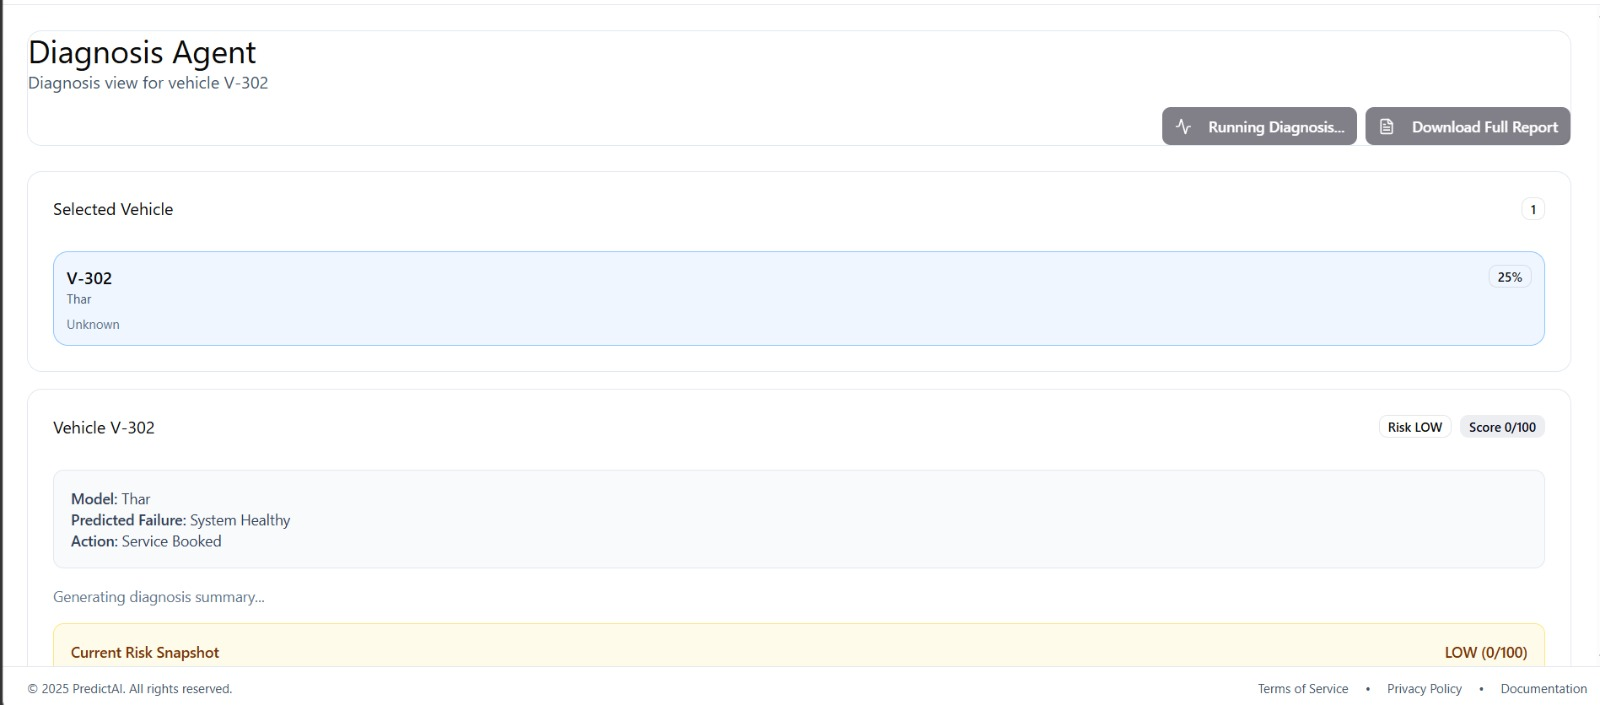 Diagnosis Agent
Diagnosis view for vehicle V-302
Running Diagnosis...
Download Full Report
Selected Vehicle
1
V-302
25%
Thar
Unknown
Vehicle V-302
Risk LOW
Score 0/100
Model: Thar
Predicted Failure: System Healthy
Action: Service Booked
Generating diagnosis summary...
Current Risk Snapshot
LOW (0/100)
© 2025 PredictAI. All rights reserved.
Terms of Service • Privacy Policy • Documentation